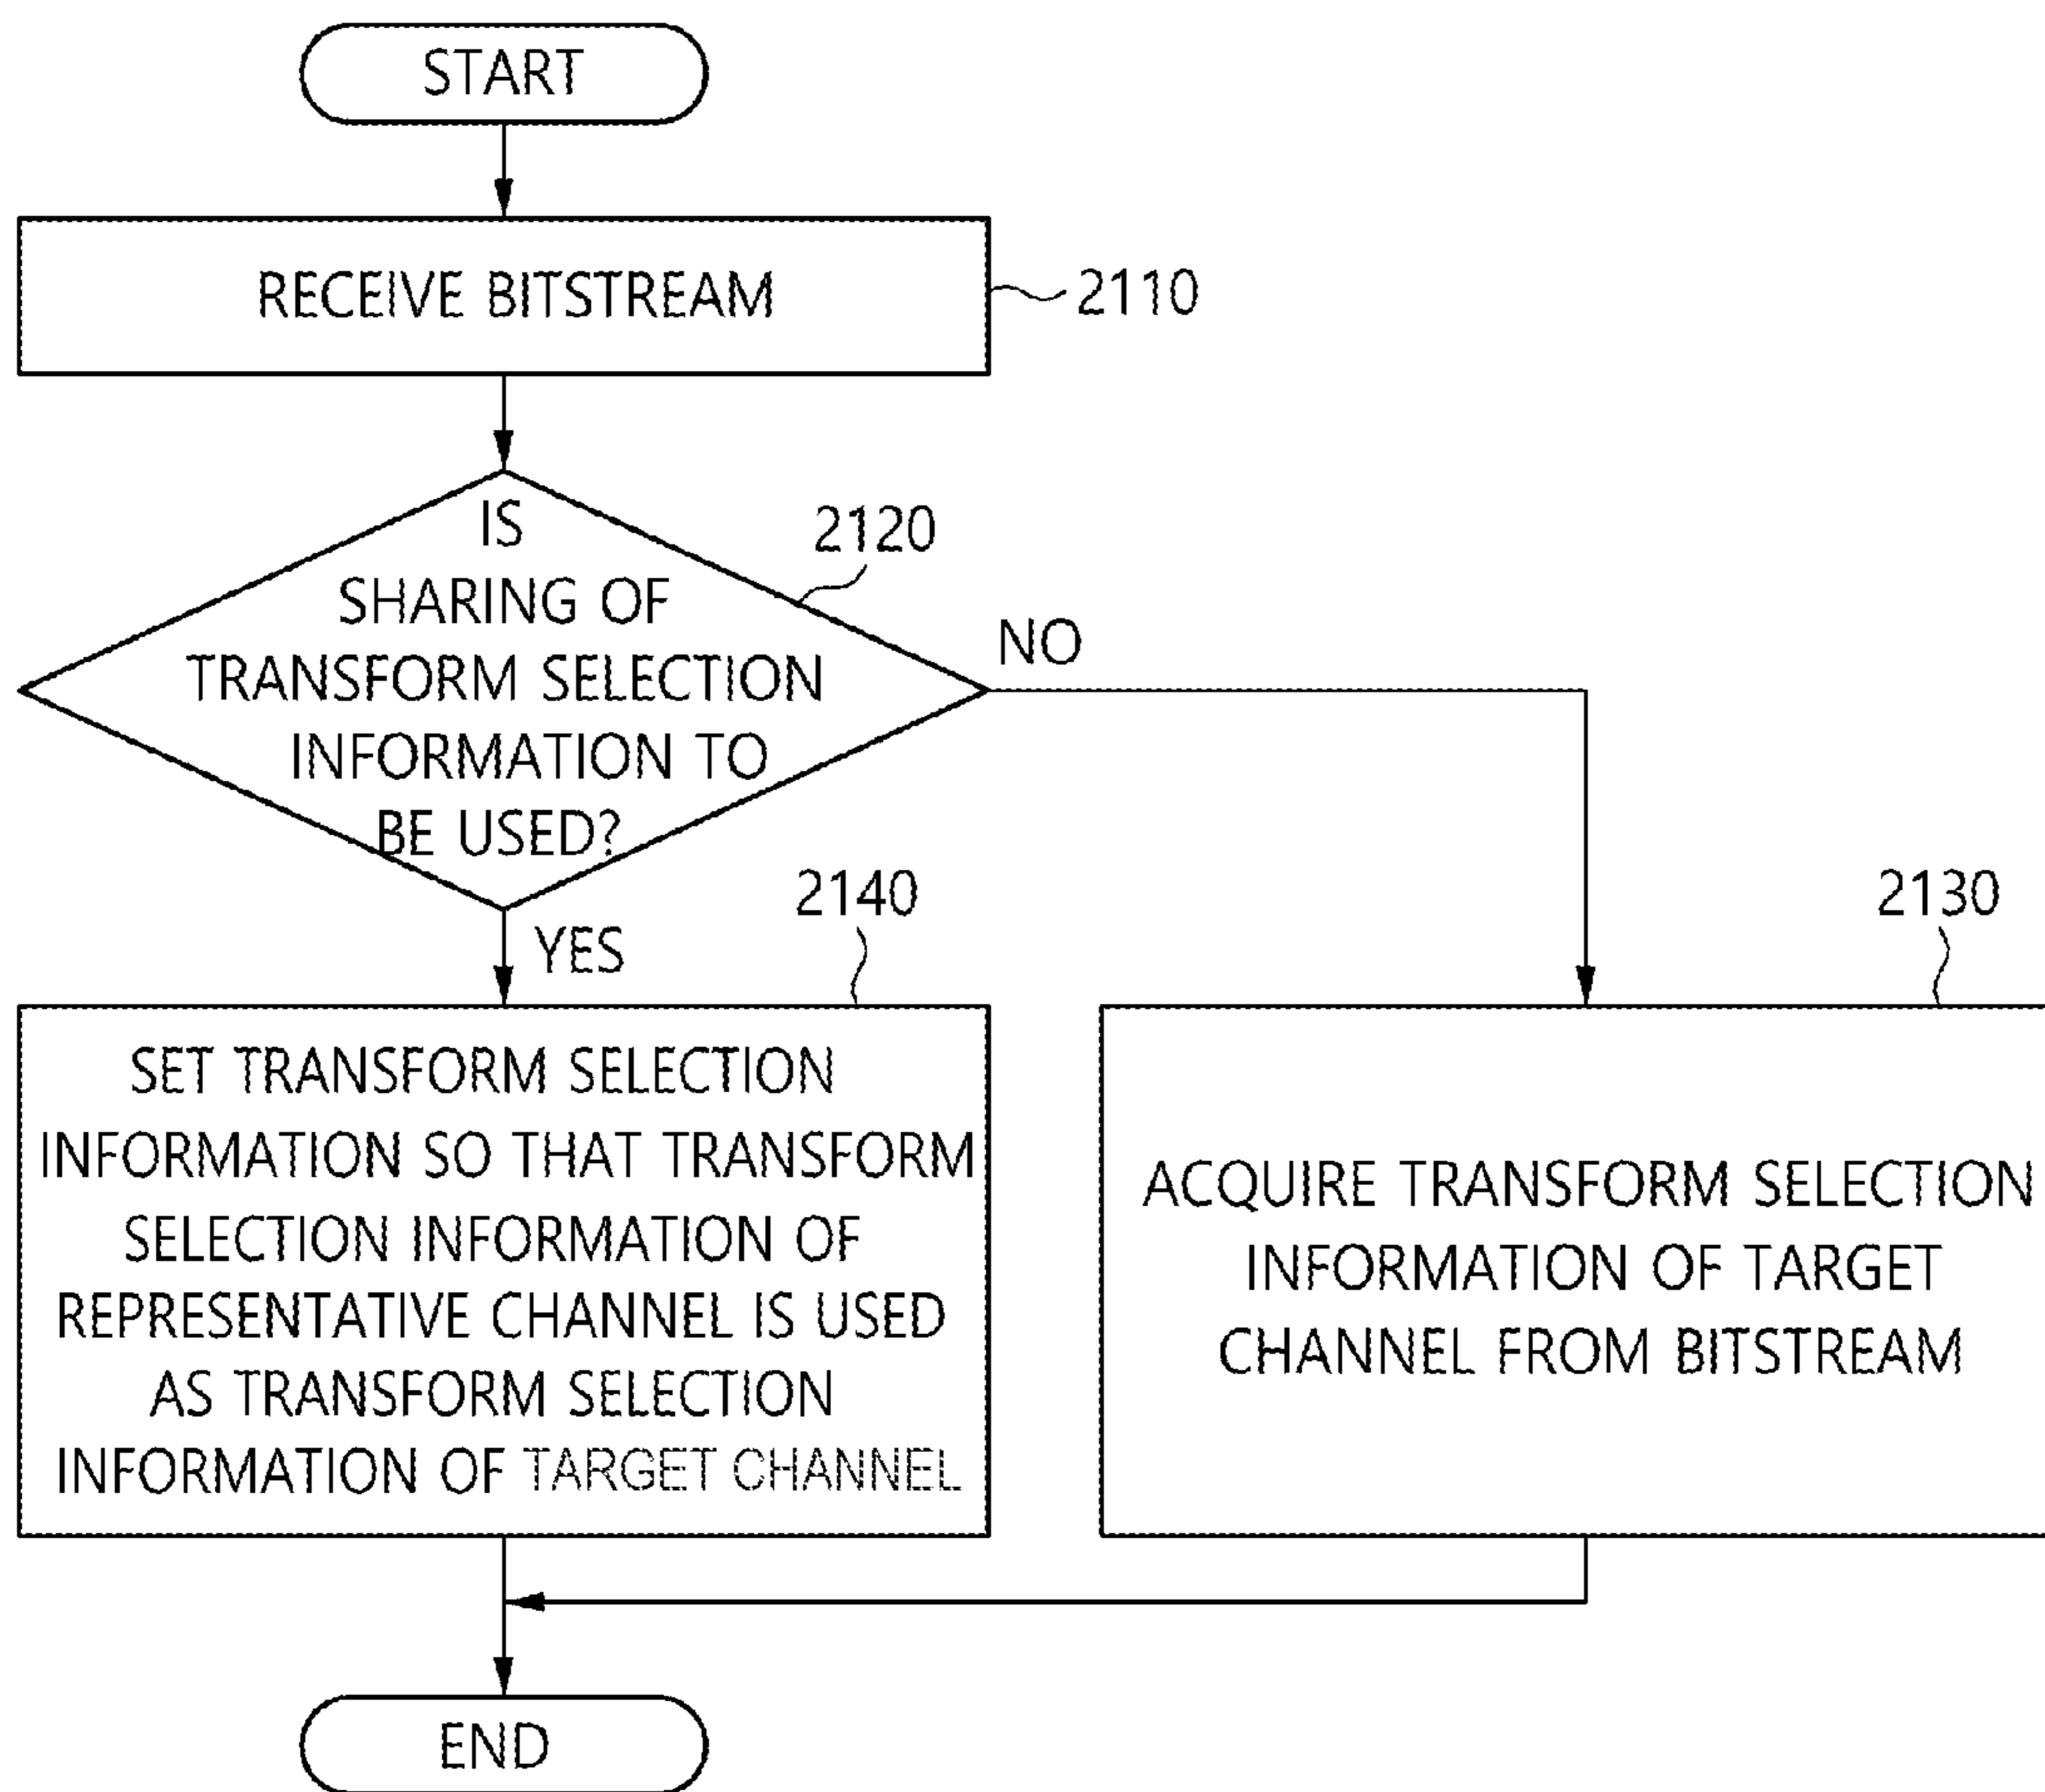 START
RECEIVE BITSTREAM
2110
IS
SHARING OF
TRANSFORM SELECTION
INFORMATION TO
BE USED?
2120
NO
YES
2140
SET TRANSFORM SELECTION
INFORMATION SO THAT TRANSFORM
SELECTION INFORMATION OF
REPRESENTATIVE CHANNEL IS USED
AS TRANSFORM SELECTION
INFORMATION OF TARGET CHANNEL
2130
ACQUIRE TRANSFORM SELECTION
INFORMATION OF TARGET
CHANNEL FROM BITSTREAM
END